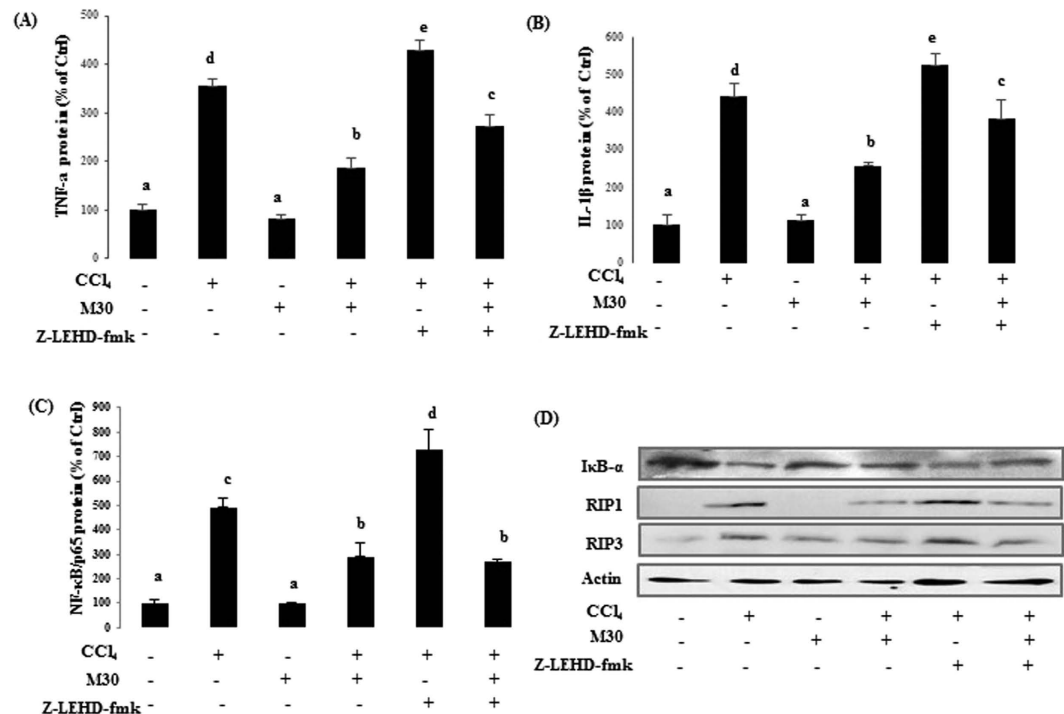 (A)
TNF-a protein (% of Ctrl)
500
400
300
200
100
0
a
d
a
b
e
c
CCl₄ - + - + + +
M30 - - + + - +
Z-LEHD-fmk - - - - + +
(B)
IL-1β protein (% of Ctrl)
600
500
400
300
200
100
0
a
d
a
b
e
c
CCl₄ - + - + + +
M30 - - + + - +
Z-LEHD-fmk - - - - + +
(C)
NF-κB/p65 protein (% of Ctrl)
900
800
700
600
500
400
300
200
100
0
a
c
a
b
d
b
CCl₄ - + - + + +
M30 - - + + - +
Z-LEHD-fmk - - - - + +
(D)
IκB-α
RIP1
RIP3
Actin
CCl₄ - + - + + +
M30 - - + + - +
Z-LEHD-fmk - - - - + +